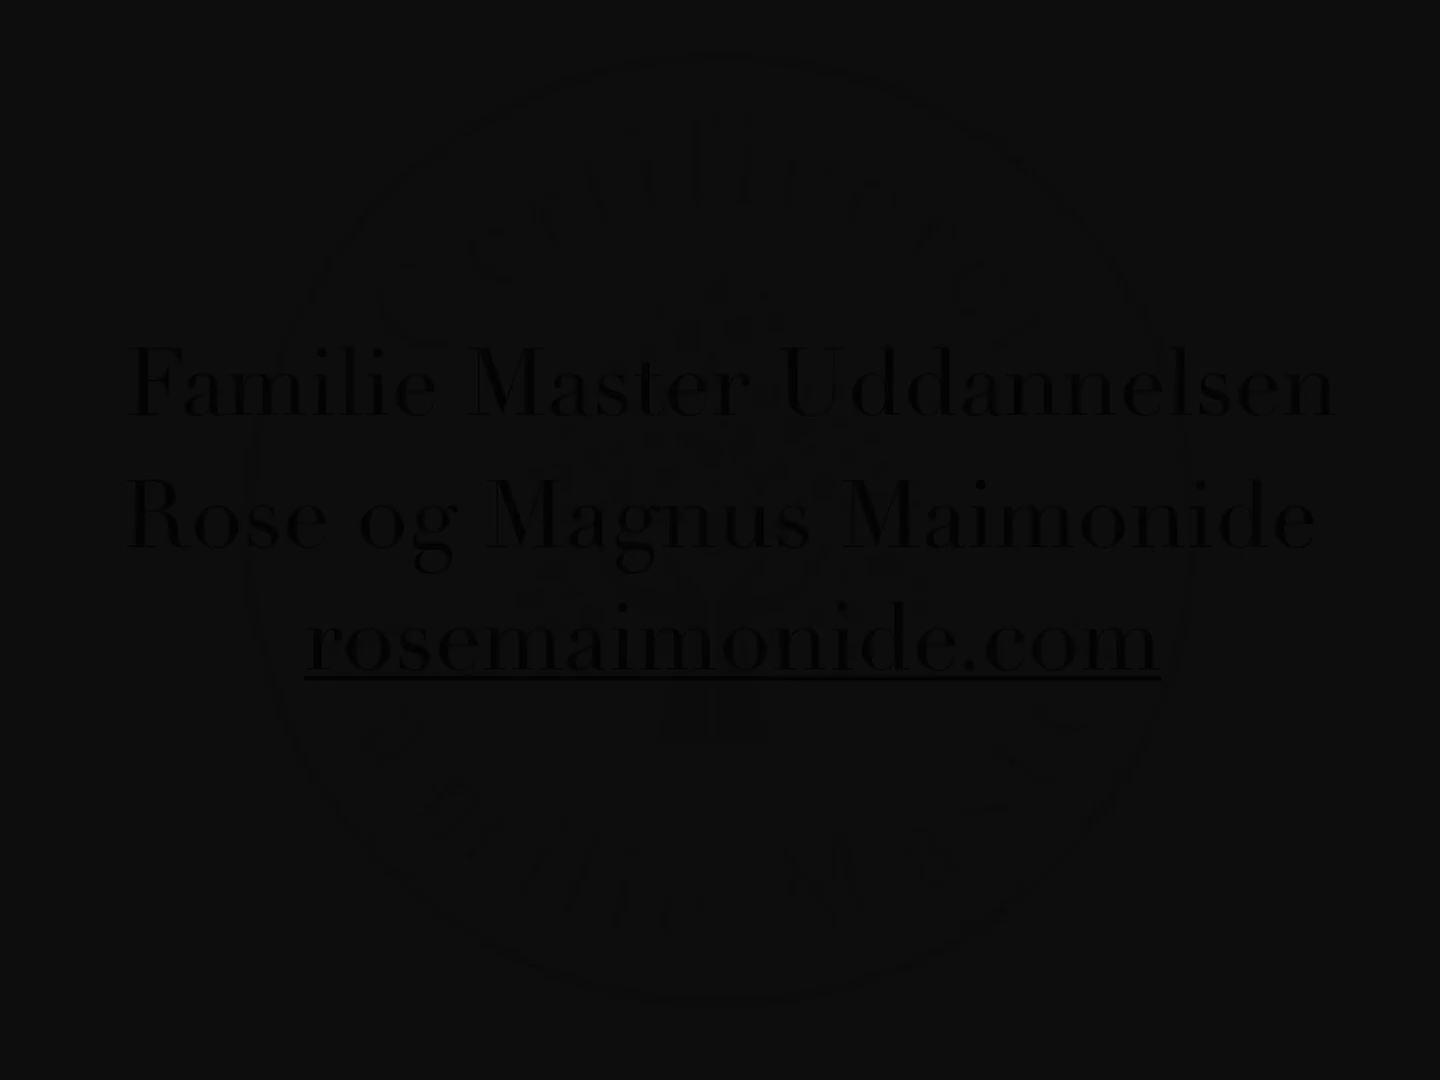 Familie Master Uddannelsen
Rose og Magnus Maimonide
rosemaimonide.com